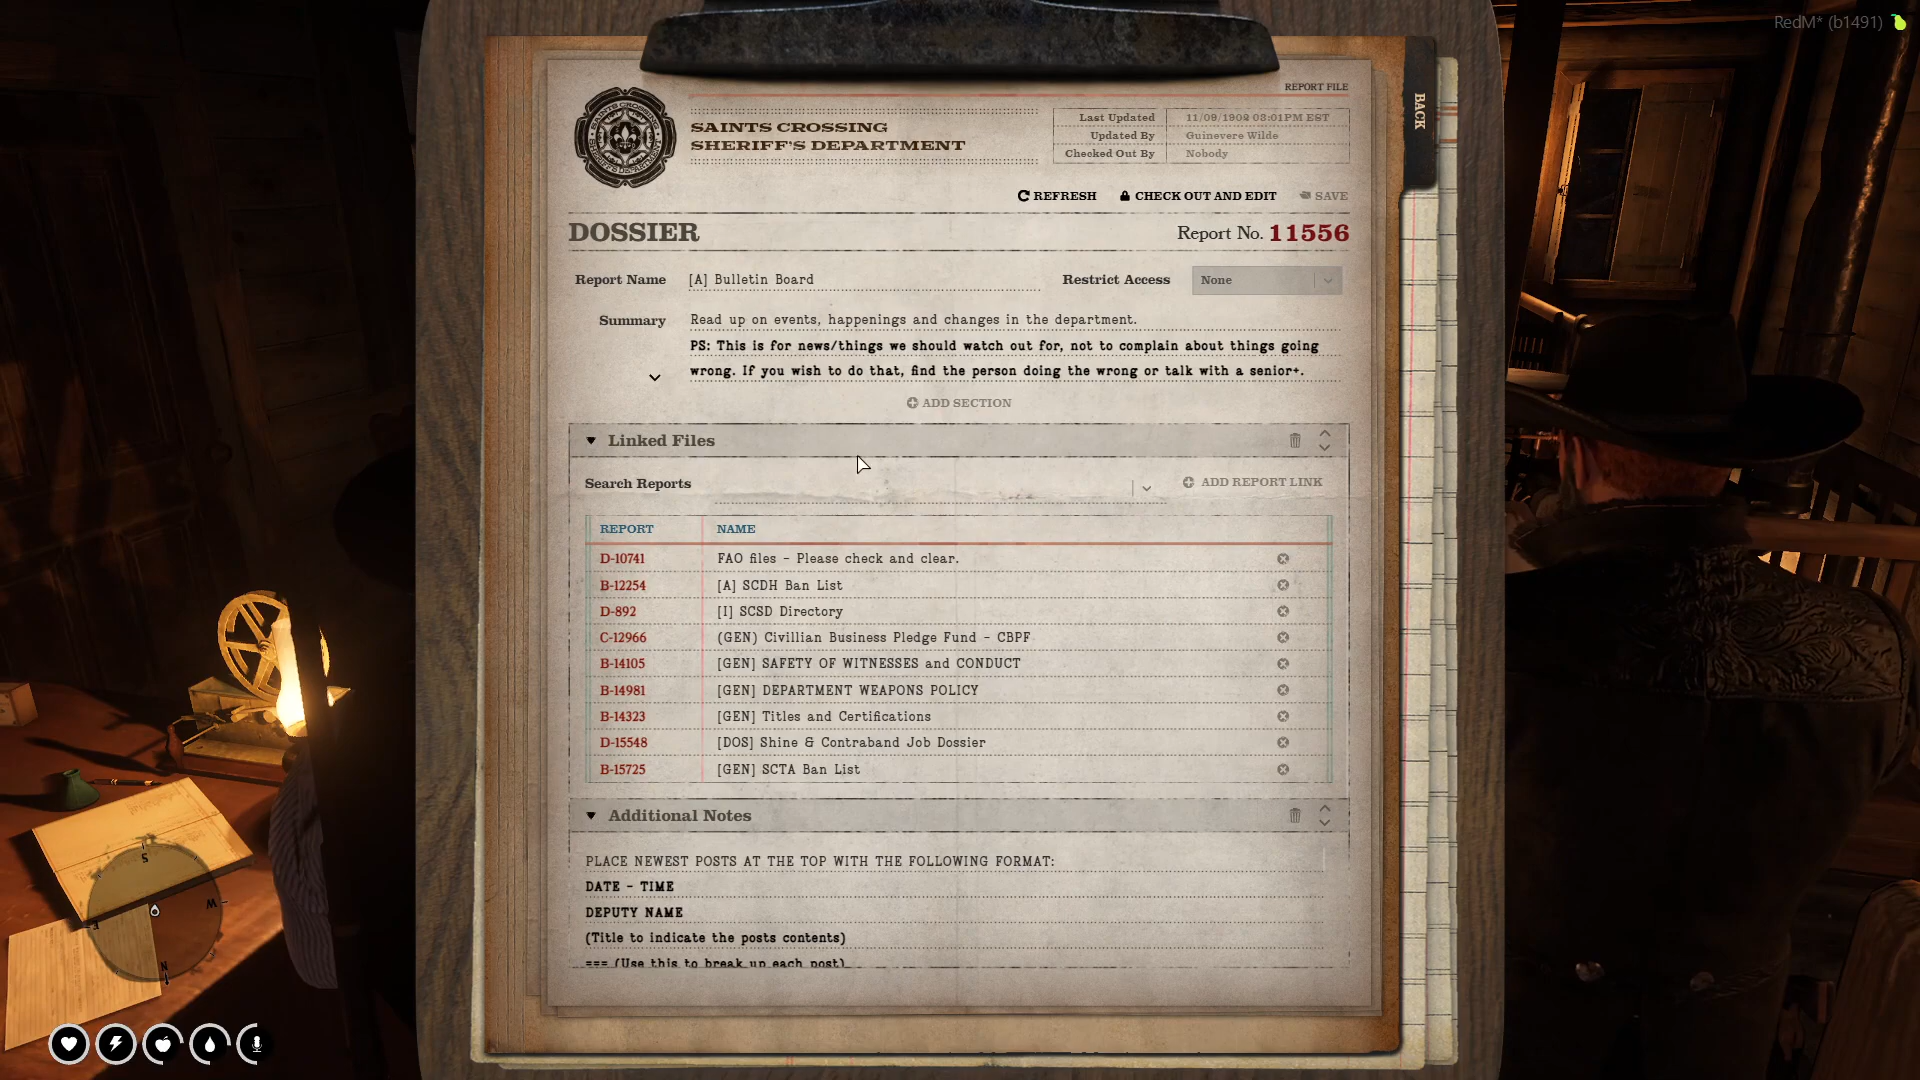 RedM* (b1491)
BACK
REPORT FILE
SAINTS CROSSING
SHERIFF'S DEPARTMENT
Last Updated 11/09/1902 03:01PM EST
Updated By Guinevere Wilde
Checked Out By Nobody
REFRESH CHECK OUT AND EDIT SAVE
DOSSIER Report No. 11556
Report Name [A] Bulletin Board Restrict Access None
Summary Read up on events, happenings and changes in the department.
PS: This is for news/things we should watch out for, not to complain about things going
wrong. If you wish to do that, find the person doing the wrong or talk with a senior+.
ADD SECTION
Linked Files
Search Reports ADD REPORT LINK
REPORT NAME
D-10741 FAO files - Please check and clear.
B-12254 [A] SCDH Ban List
D-892 [I] SCSD Directory
C-12966 (GEN) Civillian Business Pledge Fund - CBPF
B-14105 [GEN] SAFETY OF WITNESSES and CONDUCT
B-14981 [GEN] DEPARTMENT WEAPONS POLICY
B-14323 [GEN] Titles and Certifications
D-15548 [DOS] Shine & Contraband Job Dossier
B-15725 [GEN] SCTA Ban List
Additional Notes
PLACE NEWEST POSTS AT THE TOP WITH THE FOLLOWING FORMAT:
DATE - TIME
DEPUTY NAME
(Title to indicate the posts contents)
=== (Use this to break up each post)
S
W
E
N